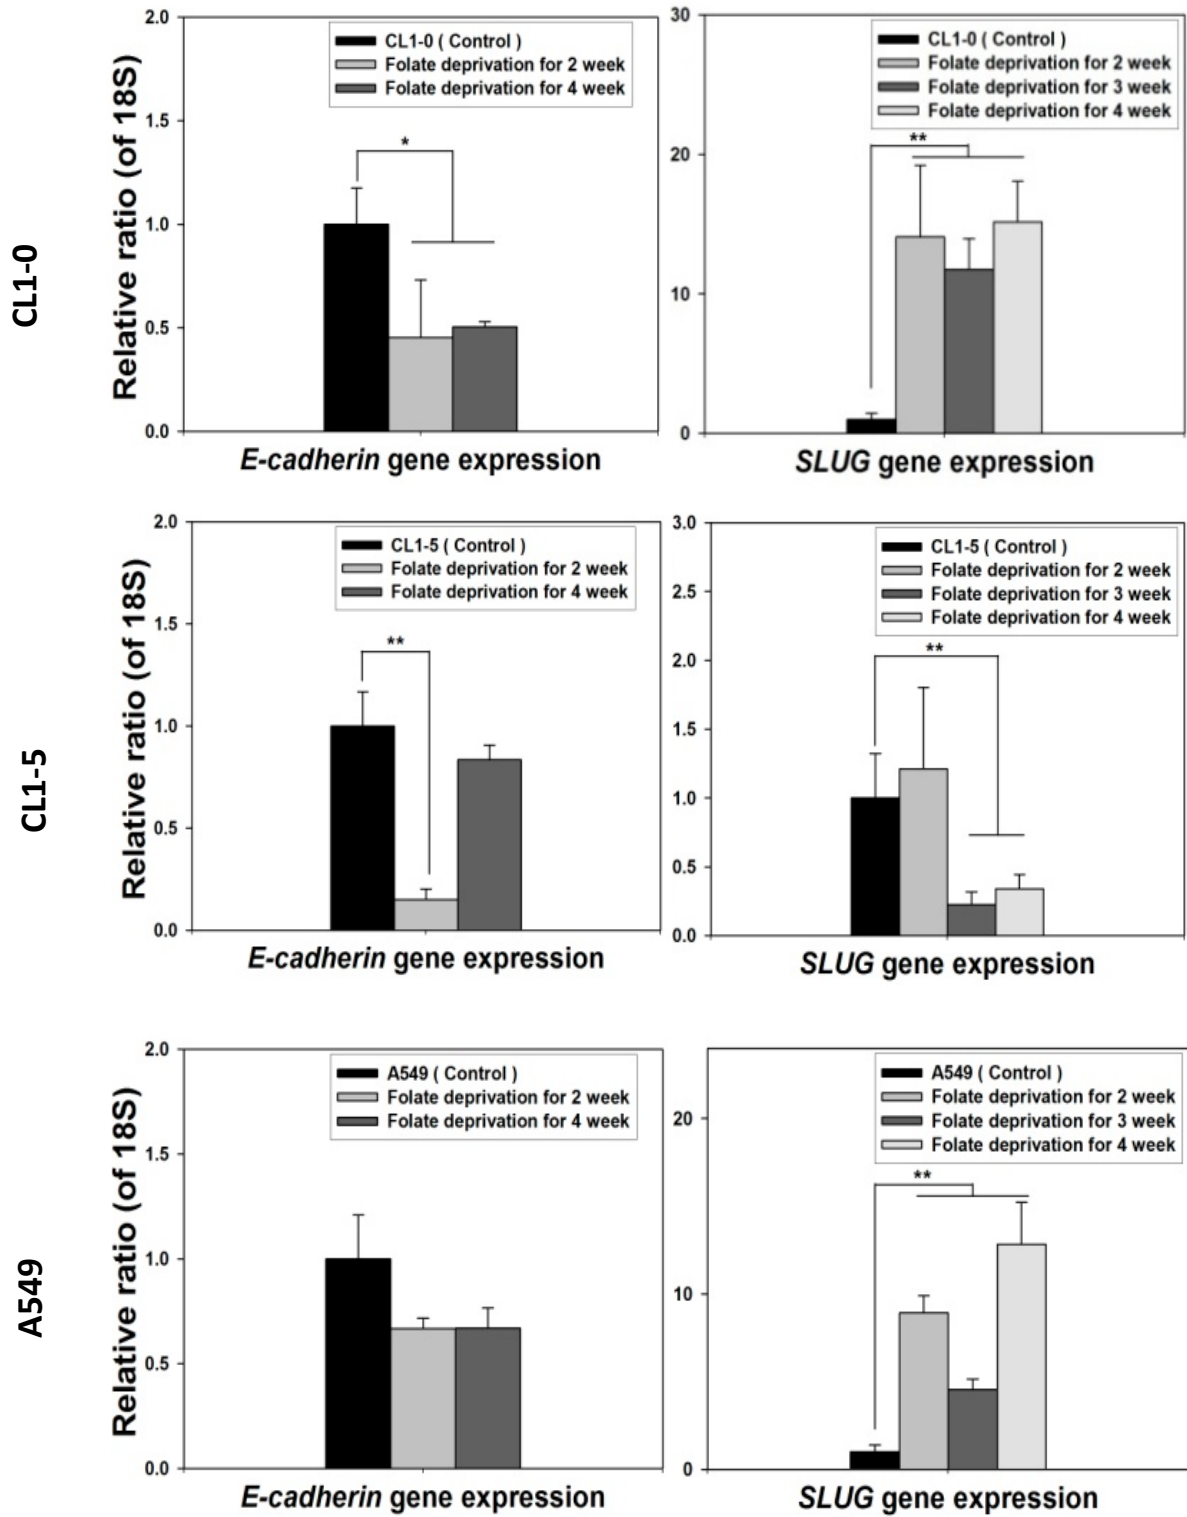 CL1-0
Relative ratio (of 18S)
2.0
1.5
1.0
0.5
0.0
CL1-0 ( Control )
Folate deprivation for 2 week
Folate deprivation for 4 week
*
E-cadherin gene expression
30
20
10
0
CL1-0 ( Control )
Folate deprivation for 2 week
Folate deprivation for 3 week
Folate deprivation for 4 week
**
SLUG gene expression
CL1-5
Relative ratio (of 18S)
2.0
1.5
1.0
0.5
0.0
CL1-5 ( Control )
Folate deprivation for 2 week
Folate deprivation for 4 week
**
E-cadherin gene expression
3.0
2.5
2.0
1.5
1.0
0.5
0.0
CL1-5 ( Control )
Folate deprivation for 2 week
Folate deprivation for 3 week
Folate deprivation for 4 week
**
SLUG gene expression
A549
Relative ratio (of 18S)
2.0
1.5
1.0
0.5
0.0
A549 ( Control )
Folate deprivation for 2 week
Folate deprivation for 4 week
E-cadherin gene expression
20
10
0
A549 ( Control )
Folate deprivation for 2 week
Folate deprivation for 3 week
Folate deprivation for 4 week
**
SLUG gene expression